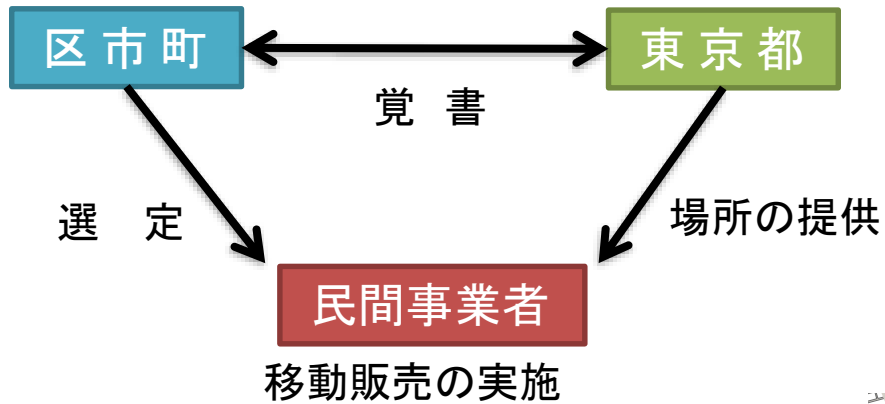 区市町
東京都
覚書
選定
場所の提供
民間事業者
移動販売の実施